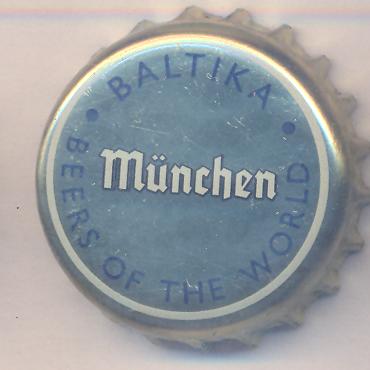 • BALTIKA •
München
BEERS OF THE WORLD